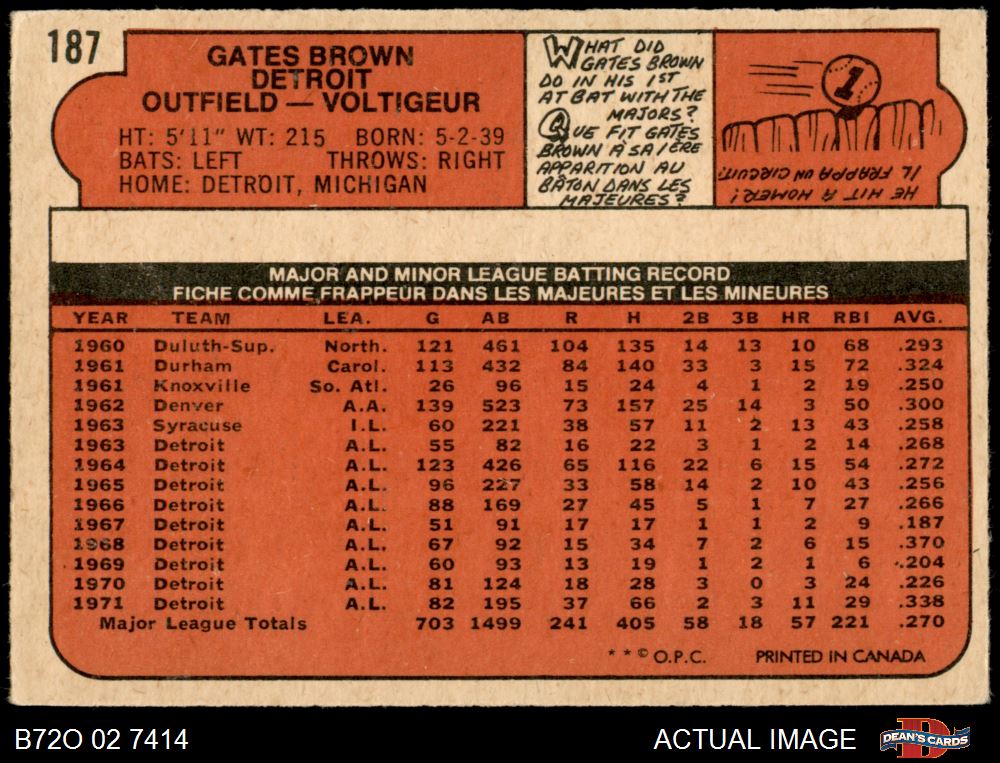 187
GATES BROWN
DETROIT
OUTFIELD — VOLTIGEUR
HT: 5'11" WT: 215 BORN: 5-2-39
BATS: LEFT THROWS: RIGHT
HOME: DETROIT, MICHIGAN
WHAT DID
GATES BROWN
DO IN HIS 1ST
AT BAT WITH THE
MAJORS?
QUE FIT GATES
BROWN À SA 1ÈRE
APPARITION AU
BÂTON DANS LES
MAJEURES?
1
HE HIT A HOMER!
IL FRAPPA UN CIRCUIT!
MAJOR AND MINOR LEAGUE BATTING RECORD
FICHE COMME FRAPPEUR DANS LES MAJEURES ET LES MINEURES
YEAR TEAM LEA. G AB R H 2B 3B HR RBI AVG.
1960 Duluth-Sup. North. 121 461 104 135 14 13 10 68 .293
1961 Durham Carol. 113 432 84 140 33 3 15 72 .324
1961 Knoxville So. Atl. 26 96 15 24 4 1 2 19 .250
1962 Denver A.A. 139 523 73 157 25 14 3 50 .300
1963 Syracuse I.L. 60 221 38 57 11 2 13 43 .258
1963 Detroit A.L. 55 82 16 22 3 1 2 14 .268
1964 Detroit A.L. 123 426 65 116 22 6 15 54 .272
1965 Detroit A.L. 96 227 33 58 14 2 10 43 .256
1966 Detroit A.L. 88 169 27 45 5 1 7 27 .266
1967 Detroit A.L. 51 91 17 17 1 1 2 9 .187
1968 Detroit A.L. 67 92 15 34 7 2 6 15 .370
1969 Detroit A.L. 60 93 13 19 1 2 1 6 .204
1970 Detroit A.L. 81 124 18 28 3 0 3 24 .226
1971 Detroit A.L. 82 195 37 66 2 3 11 29 .338
Major League Totals 703 1499 241 405 58 18 57 221 .270
* * © O.P.C. PRINTED IN CANADA
B72O 02 7414
ACTUAL IMAGE
D
DEAN'S CARDS